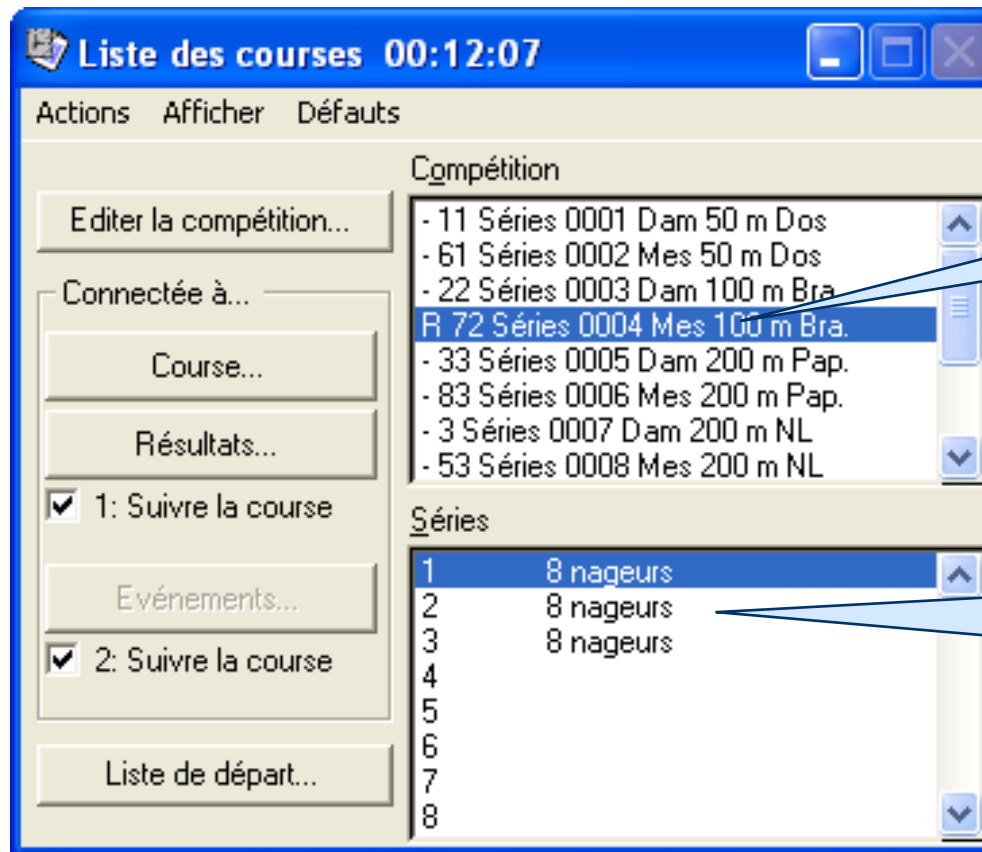 Liste des courses 00:12:07
Actions Afficher Défauts
Compétition
Editer la compétition...
- 11 Séries 0001 Dam 50 m Dos
- 61 Séries 0002 Mes 50 m Dos
- 22 Séries 0003 Dam 100 m Bra.
R 72 Séries 0004 Mes 100 m Bra.
- 33 Séries 0005 Dam 200 m Pap.
- 83 Séries 0006 Mes 200 m Pap.
- 3 Séries 0007 Dam 200 m NL
- 53 Séries 0008 Mes 200 m NL
Connectée à...
Course...
Résultats...
1: Suivre la course
Evénements...
2: Suivre la course
Liste de départ...
Séries
1 8 nageurs
2 8 nageurs
3 8 nageurs
4
5
6
7
8